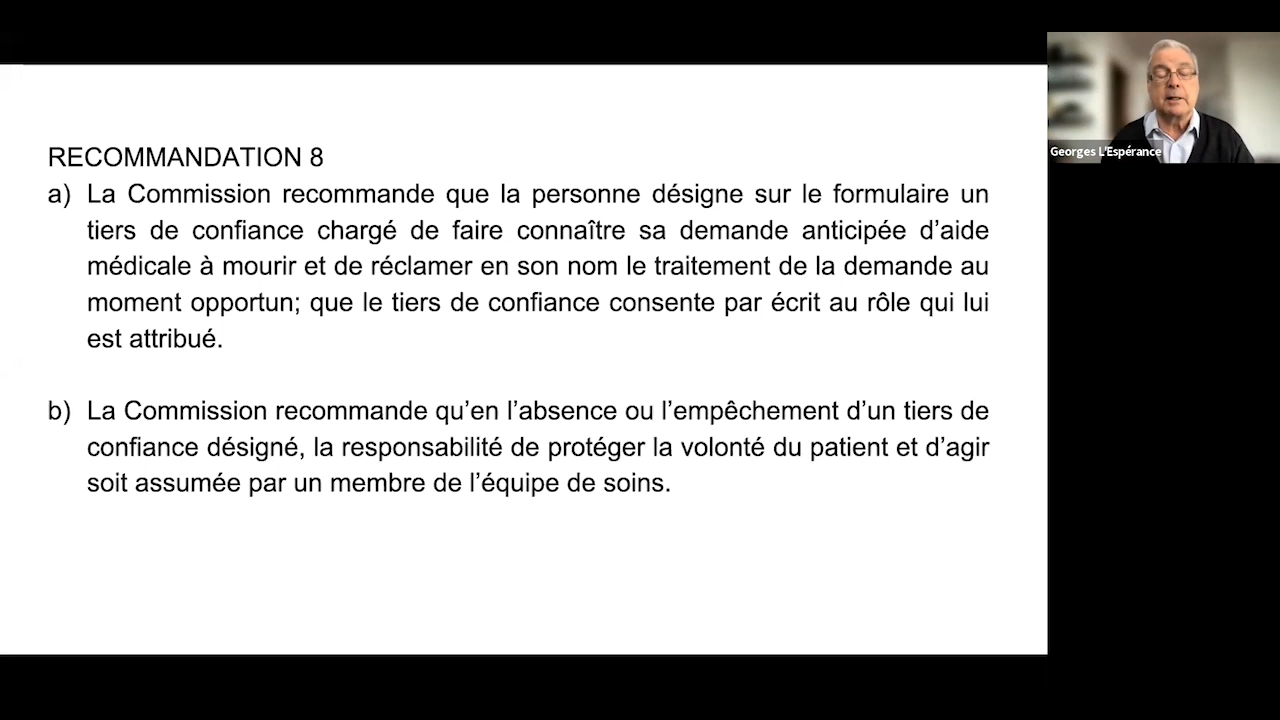 RECOMMANDATION 8
a) La Commission recommande que la personne désigne sur le formulaire un
tiers de confiance chargé de faire connaître sa demande anticipée d’aide
médicale à mourir et de réclamer en son nom le traitement de la demande au
moment opportun; que le tiers de confiance consente par écrit au rôle qui lui
est attribué.
b) La Commission recommande qu’en l’absence ou l’empêchement d’un tiers de
confiance désigné, la responsabilité de protéger la volonté du patient et d’agir
soit assumée par un membre de l’équipe de soins.
Georges L'Espérance